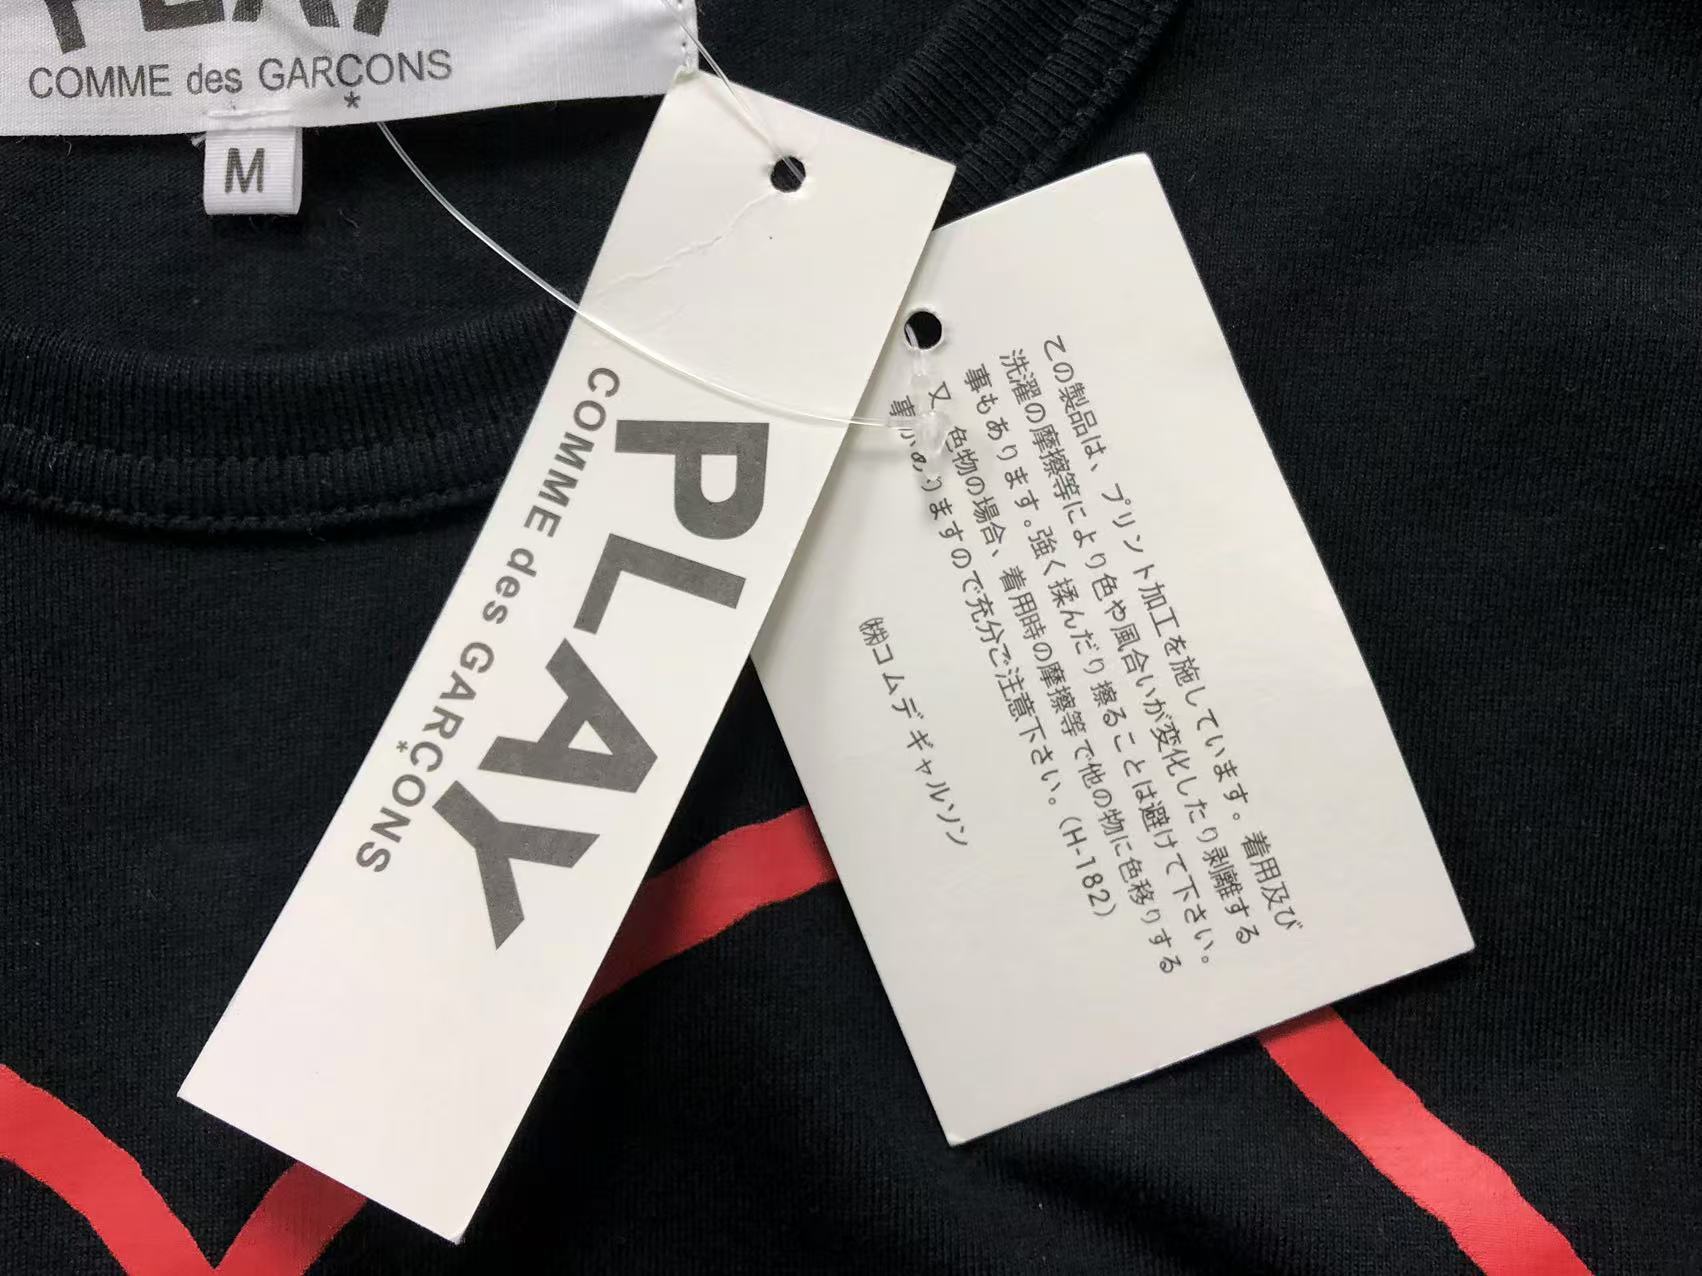 PLAY
COMME des GARÇONS
*
M
PLAY
COMME des GARÇONS
*
この製品は、プリント加工を施しています。着用及び
洗濯の摩擦等により色や風合いが変化したり剥離する
事もあります。強く揉んだり擦ることは避けて下さい。
又、色物の場合、着用時の摩擦等で他の物に色移りする
事がありますので充分ご注意下さい。(H-182)
㈱コムデギャルソン